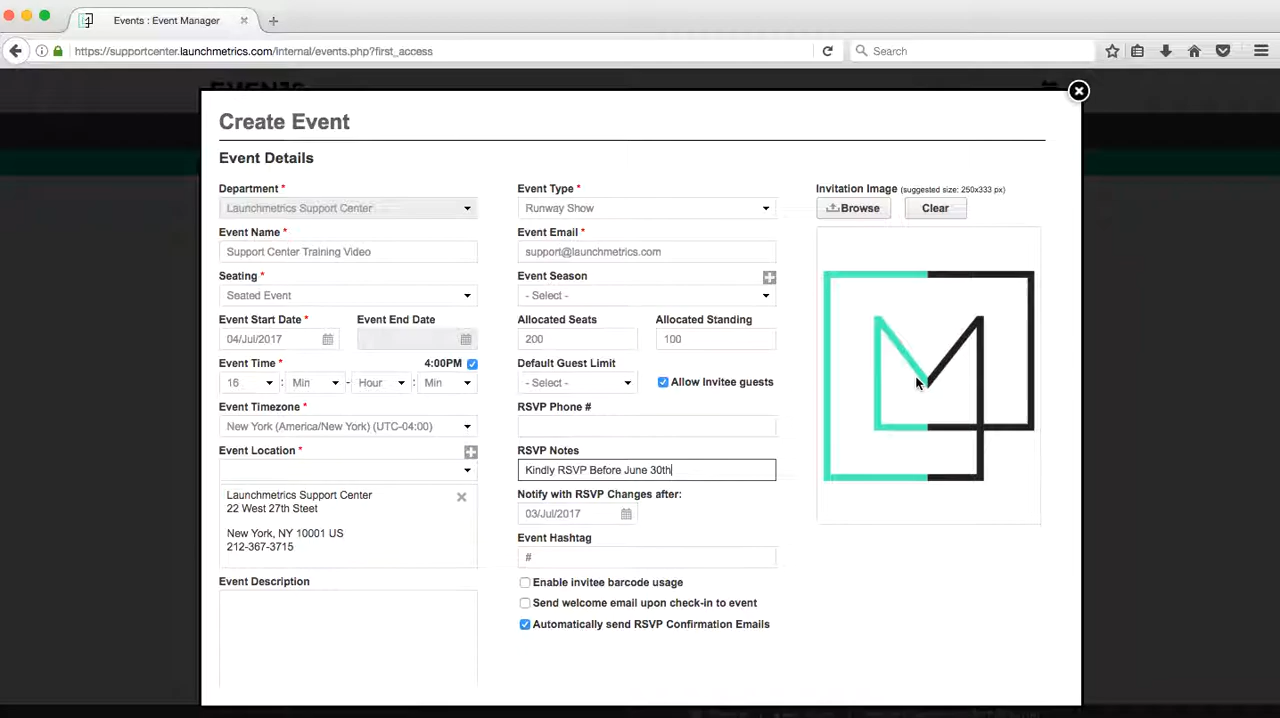 Events : Event Manager
https://supportcenter.launchmetrics.com/internal/events.php?first_access
Search
Create Event
Event Details
Department *
Launchmetrics Support Center
Event Name *
Support Center Training Video
Seating *
Seated Event
Event Start Date *
Event End Date
04/Jul/2017
Event Time *
4:00PM
16 : Min - Hour : Min
Event Timezone *
New York (America/New York) (UTC-04:00)
Event Location *
Launchmetrics Support Center
22 West 27th Steet
New York, NY 10001 US
212-367-3715
Event Description
Event Type *
Runway Show
Event Email *
support@launchmetrics.com
Event Season
- Select -
Allocated Seats
Allocated Standing
200
100
Default Guest Limit
- Select -
Allow Invitee guests
RSVP Phone #
RSVP Notes
Kindly RSVP Before June 30th
Notify with RSVP Changes after:
03/Jul/2017
Event Hashtag
#
Enable invitee barcode usage
Send welcome email upon check-in to event
Automatically send RSVP Confirmation Emails
Invitation Image (suggested size: 250x333 px)
Browse
Clear